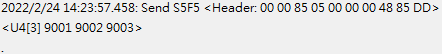 2022/2/24 14:23:57.458: Send S5F5 <Header: 00 00 85 05 00 00 00 48 85 DD>
<U4[3] 9001 9002 9003>
.